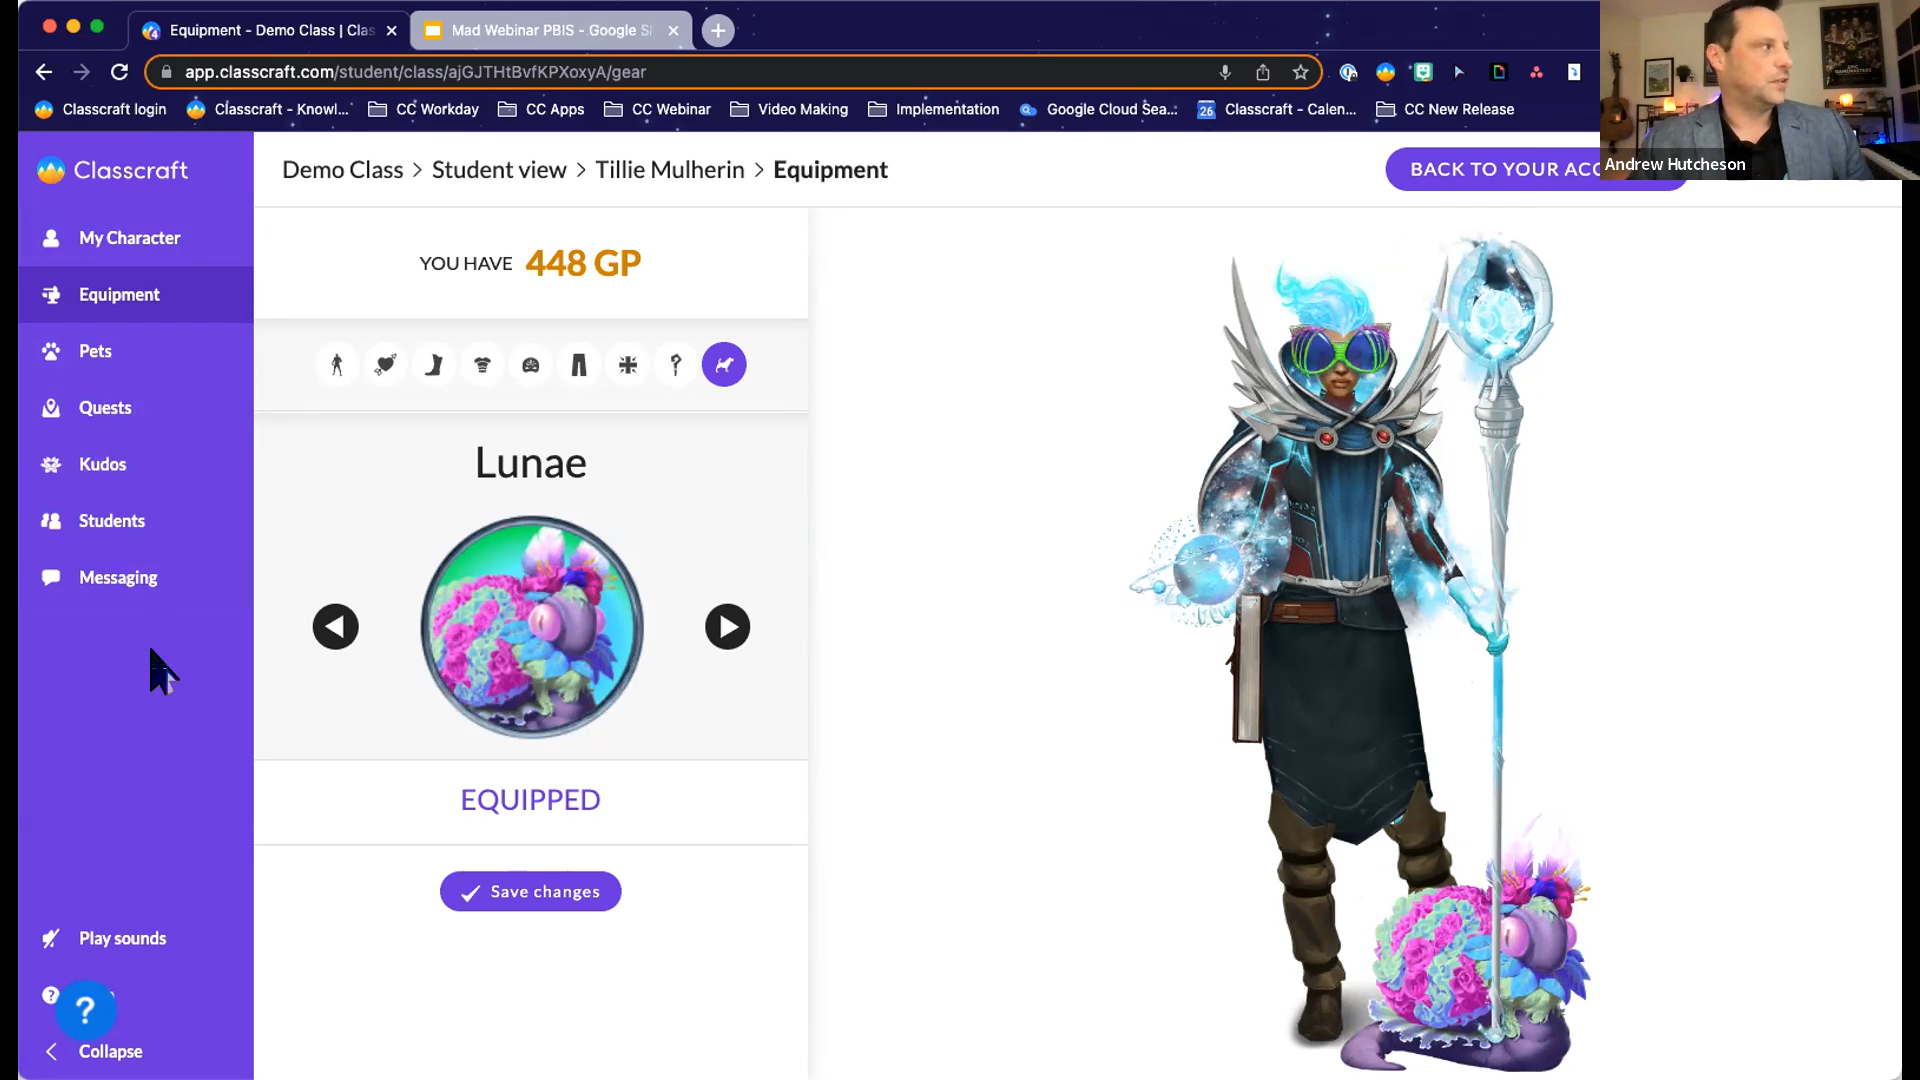 Equipment - Demo Class | Clas
Mad Webinar PBIS - Google Sl
app.classcraft.com/student/class/ajGJTHtBvfKPXoxyA/gear
Classcraft login
Classcraft - Knowl...
CC Workday
CC Apps
CC Webinar
Video Making
Implementation
Google Cloud Sea...
26
Classcraft - Calen...
CC New Release
Andrew Hutcheson
Classcraft
Demo Class > Student view > Tillie Mulherin > Equipment
BACK TO YOUR ACC
My Character
Equipment
Pets
Quests
Kudos
Students
Messaging
YOU HAVE 448 GP
Lunae
EQUIPPED
Save changes
Play sounds
?
?
Collapse